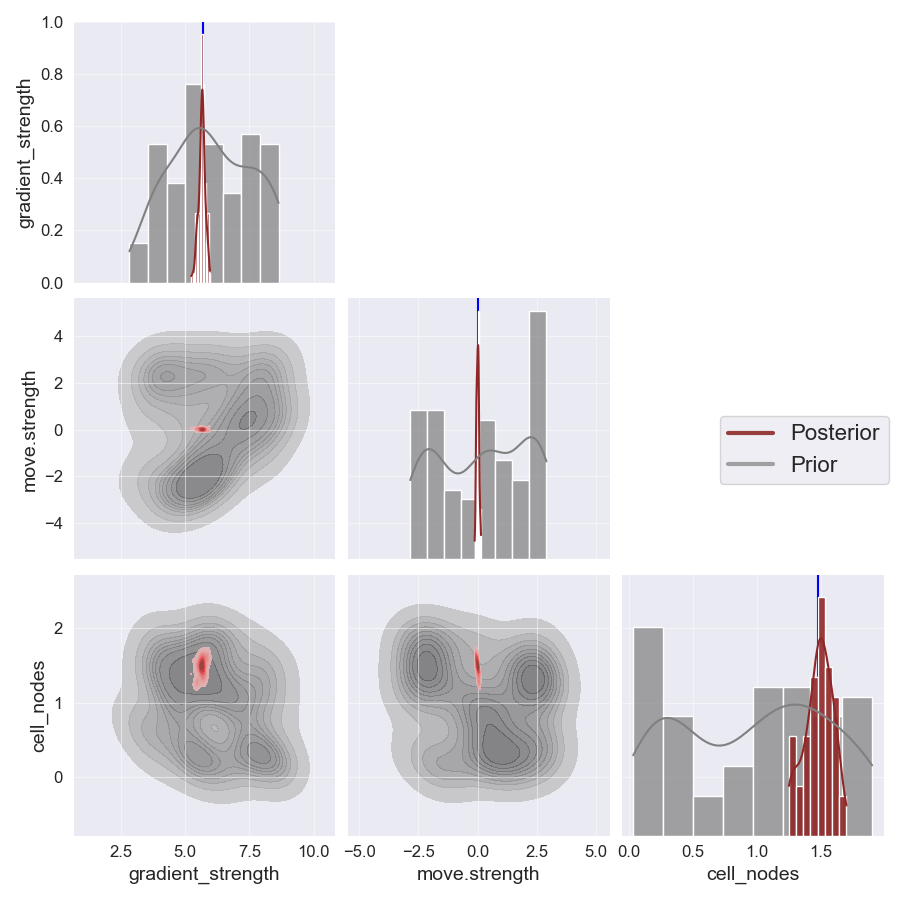 1.0
0.8
0.6
0.4
0.2
0.0
gradient_strength
4
2
0
−2
−4
move.strength
Posterior
Prior
2
1
0
cell_nodes
2.5 5.0 7.5 10.0
−5.0 −2.5 0.0 2.5 5.0
0.0 0.5 1.0 1.5
gradient_strength
move.strength
cell_nodes